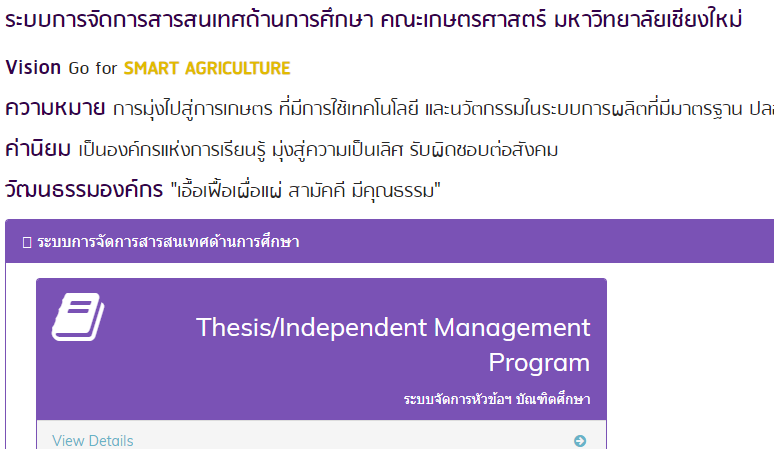 ระบบการจัดการสารสนเทศด้านการศึกษา คณะเกษตรศาสตร์ มหาวิทยาลัยเชียงใหม่
Vision Go for SMART AGRICULTURE
ความหมาย การมุ่งไปสู่การเกษตร ที่มีการใช้เทคโนโลยี และนวัตกรรมในระบบการผลิตที่มีมาตรฐาน
ค่านิยม เป็นองค์กรแห่งการเรียนรู้ มุ่งสู่ความเป็นเลิศ รับผิดชอบต่อสังคม
วัฒนธรรมองค์กร "เอื้อเฟื้อเผื่อแผ่ สามัคคี มีคุณธรรม"
ระบบการจัดการสารสนเทศด้านการศึกษา
Thesis/Independent Management
Program
ระบบจัดการหัวข้อฯ บัณฑิตศึกษา
View Details